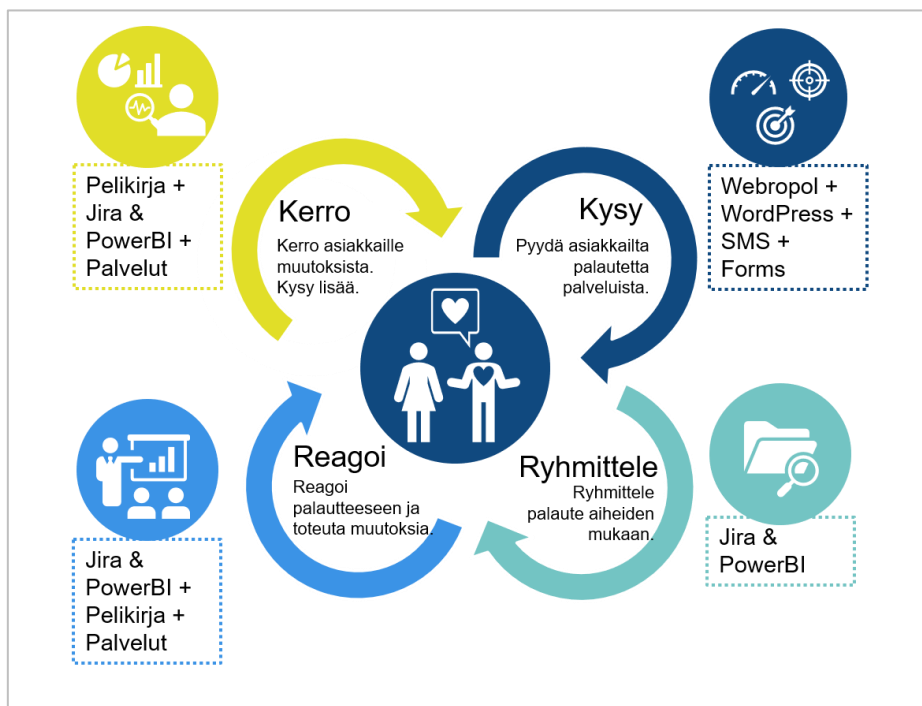 Pelikirja +
Jira &
PowerBI +
Palvelut
Kerro
Kerro asiakkaille
muutoksista.
Kysy lisää.
Kysy
Pyydä asiakkailta
palautetta
palveluista.
Webropol +
WordPress +
SMS +
Forms
Reagoi
Reagoi
palautteeseen ja
toteuta muutoksia.
Ryhmittele
Ryhmittele
palaute aiheiden
mukaan.
Jira &
PowerBI +
Pelikirja +
Palvelut
Jira &
PowerBI